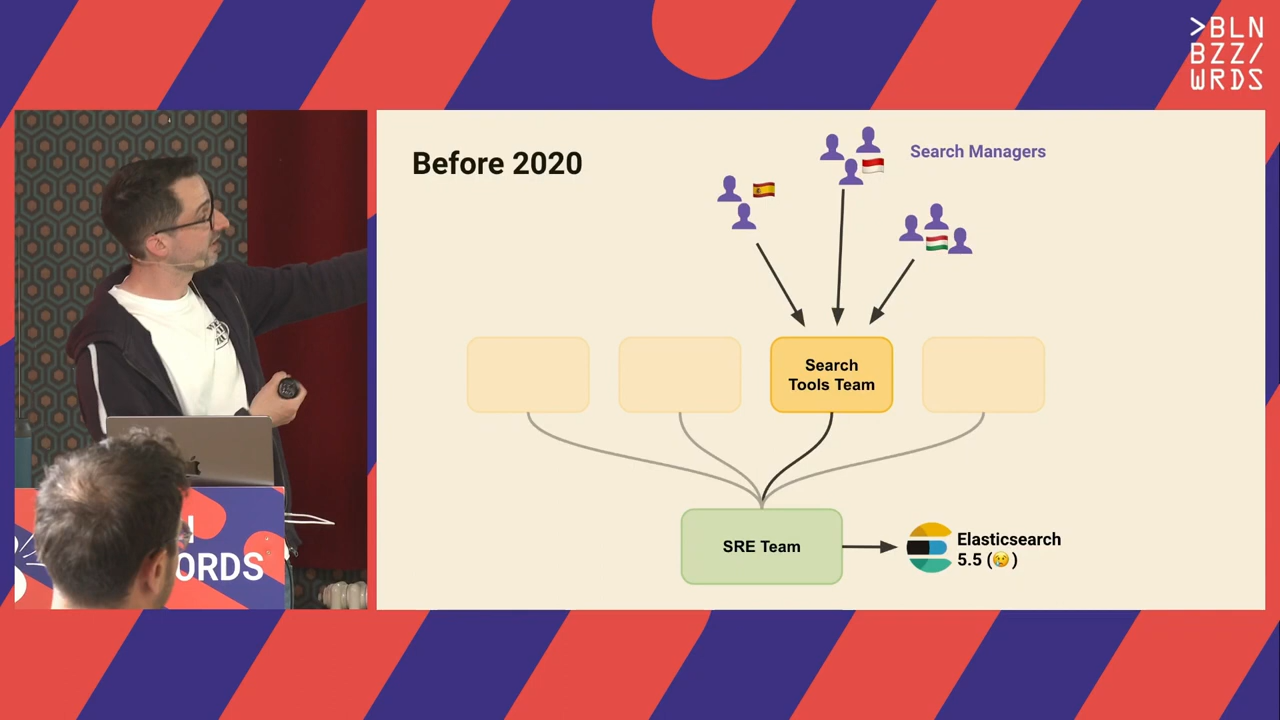 >BLN
BZZ/
WRDS
Before 2020
Search Managers
Search
Tools Team
SRE Team
Elasticsearch
5.5 (😢)
ORDS